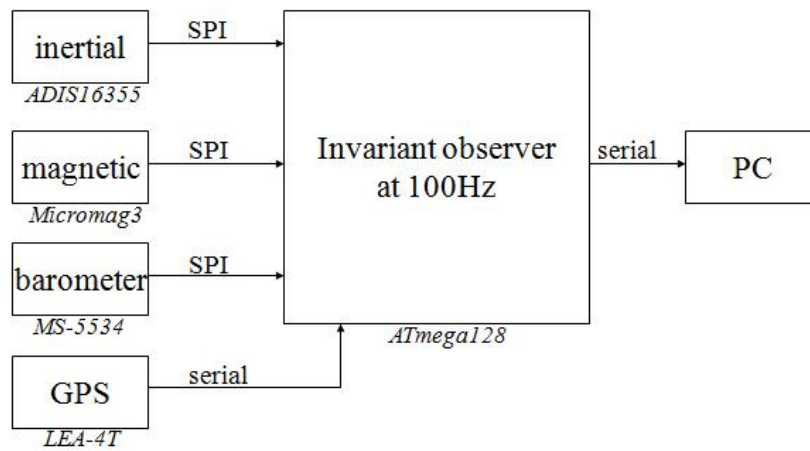 inertial
SPI
ADIS16355
magnetic
SPI
Micromag3
barometer
SPI
MS-5534
GPS
serial
LEA-4T
Invariant observer
at 100Hz
ATmega128
serial
PC